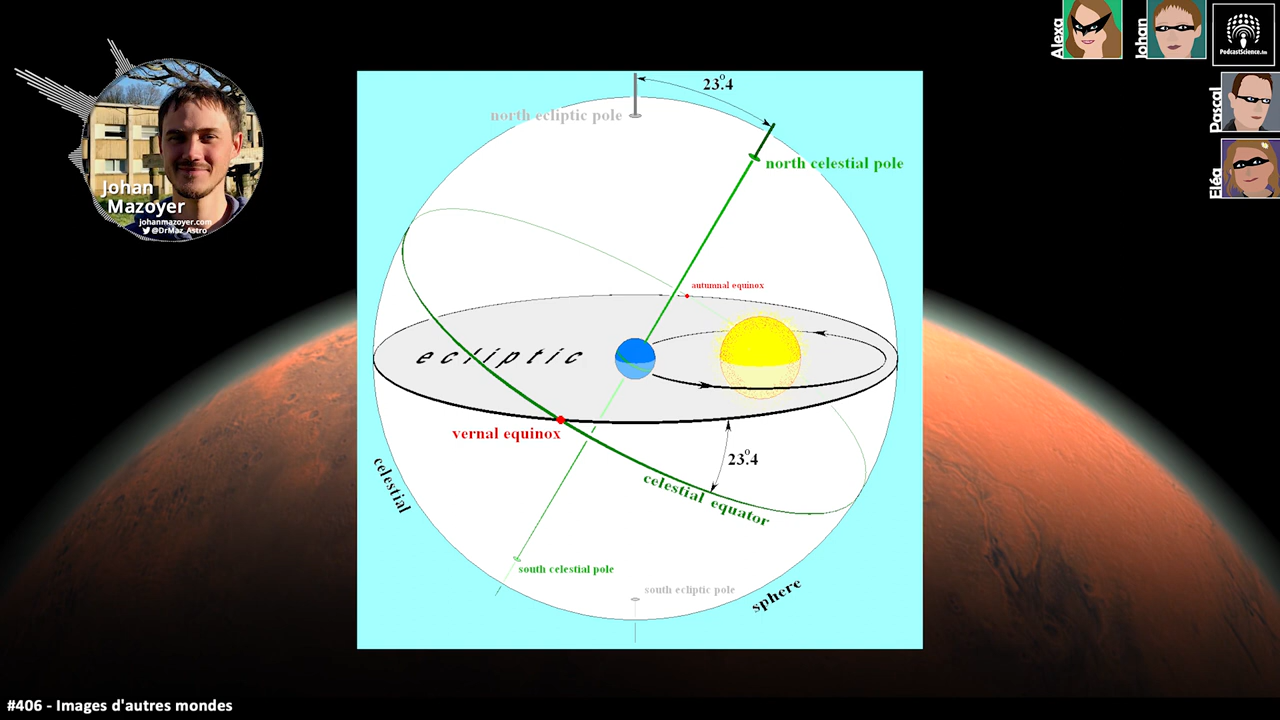 Alexa
Johan
PodcastScience.fm
Pascal
Eléa
Johan
Mazoyer
johanmazoyer.com
@DrMaz_Astro
23°.4
north ecliptic pole
north celestial pole
autumnal equinox
ecliptic
vernal equinox
23°.4
celestial equator
celestial
sphere
south celestial pole
south ecliptic pole
#406 - Images d'autres mondes